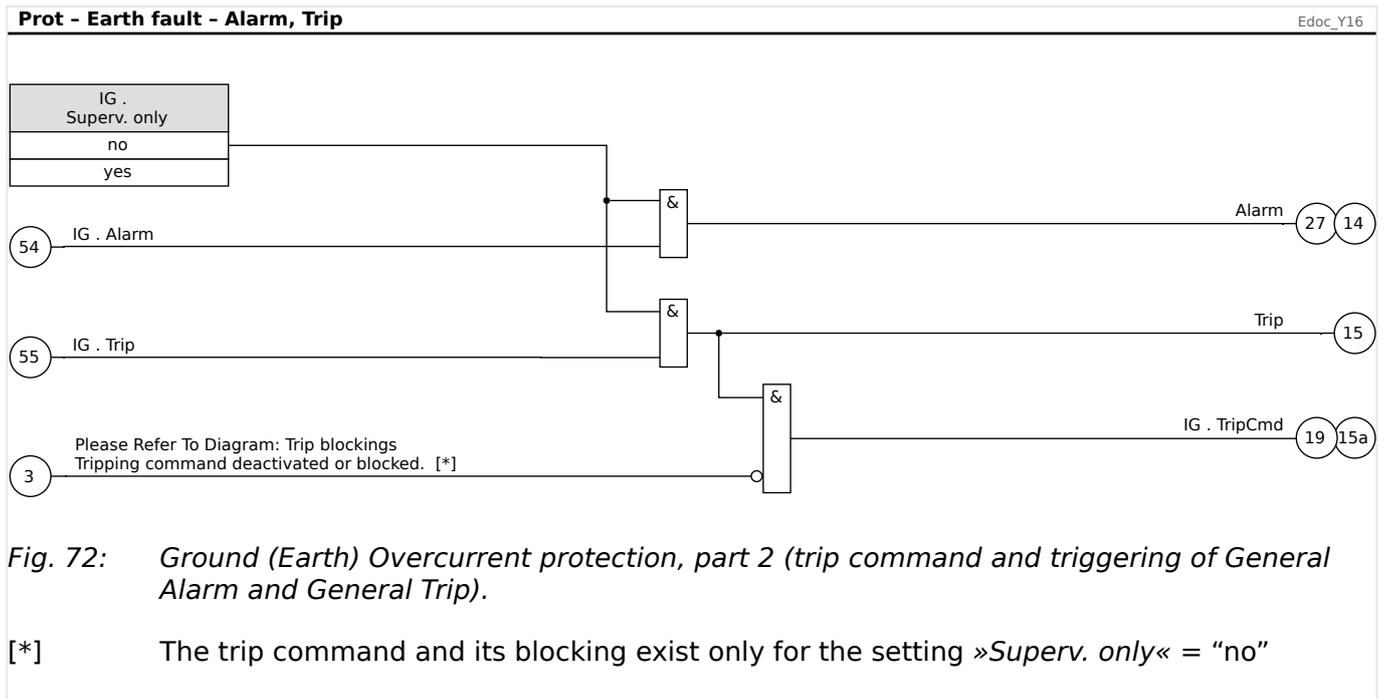 Prot – Earth fault – Alarm, Trip
Edoc_Y16
IG .
Superv. only
no
yes
&
Alarm
27
14
54
IG . Alarm
&
Trip
15
55
IG . Trip
&
IG . TripCmd
19
15a
Please Refer To Diagram: Trip blockings
Tripping command deactivated or blocked. [*]
3
Fig. 72: Ground (Earth) Overcurrent protection, part 2 (trip command and triggering of General
Alarm and General Trip).
[*] The trip command and its blocking exist only for the setting »Superv. only« = “no”